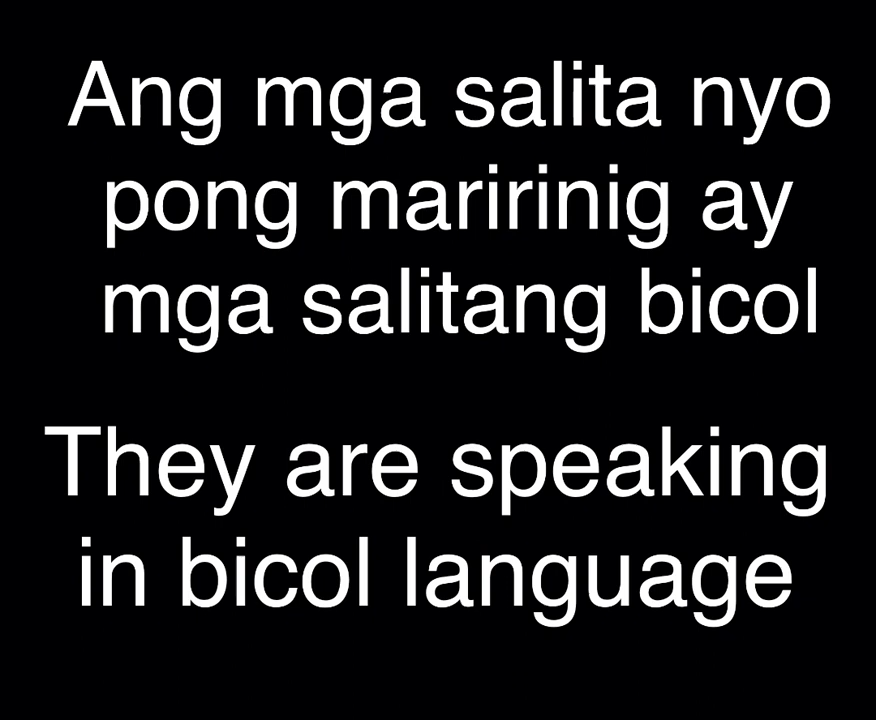 Ang mga salita nyo
pong maririnig ay
mga salitang bicol
They are speaking
in bicol language